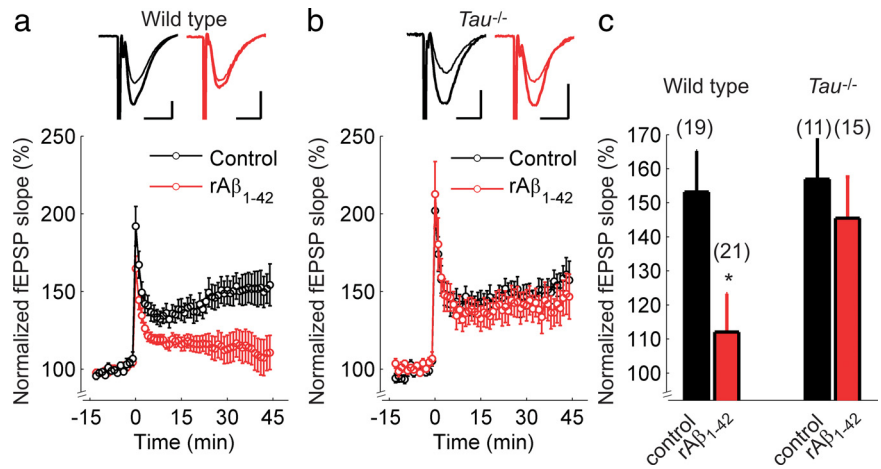 a
Wild type
Normalized fEPSP slope (%)
250
200
150
100
Control
rAβ1-42
-15 0 15 30 45
Time (min)
b
Tau-/-
Normalized fEPSP slope (%)
250
200
150
100
Control
rAβ1-42
-15 0 15 30 45
Time (min)
c
Wild type
Tau-/-
Normalized fEPSP slope (%)
170
160
150
140
130
120
110
100
(19)
(21)
*
(11) (15)
control
rAβ1-42
control
rAβ1-42